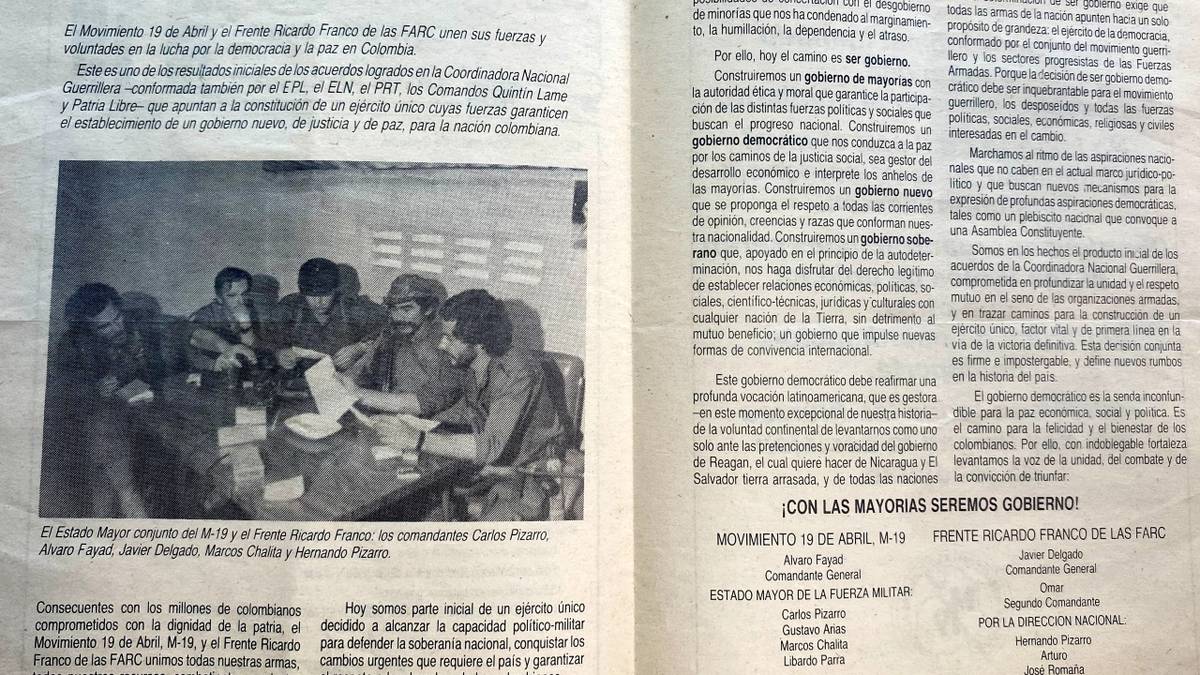 El Movimiento 19 de Abril y el Frente Ricardo Franco de las FARC unen sus fuerzas y
voluntades en la lucha por la democracia y la paz en Colombia.
Este es uno de los resultados iniciales de los acuerdos logrados en la Coordinadora Nacional
Guerrillera –conformada también por el EPL, el ELN, el PRT, los Comandos Quintín Lame
y Patria Libre– que apuntan a la constitución de un ejército único cuyas fuerzas garanticen
el establecimiento de un gobierno nuevo, de justicia y de paz, para la nación colombiana.
El Estado Mayor conjunto del M-19 y el Frente Ricardo Franco: los comandantes Carlos Pizarro,
Alvaro Fayad, Javier Delgado, Marcos Chalita y Hernando Pizarro.
Consecuentes con los millones de colombianos
comprometidos con la dignidad de la patria, el
Movimiento 19 de Abril, M-19, y el Frente Ricardo
Franco de las FARC unimos todas nuestras armas,
Hoy somos parte inicial de un ejército único
decidido a alcanzar la capacidad político-militar
para defender la soberanía nacional, conquistar los
cambios urgentes que requiere el país y garantizar
con el desgobierno
de minorías que nos ha condenado al marginamien-
to, la humillación, la dependencia y el atraso.
Por ello, hoy el camino es ser gobierno.
Construiremos un gobierno de mayorías con
la autoridad ética y moral que garantice la participa-
ción de las distintas fuerzas políticas y sociales que
buscan el progreso nacional. Construiremos un
gobierno democrático que nos conduzca a la paz
por los caminos de la justicia social, sea gestor del
desarrollo económico e interprete los anhelos de
las mayorías. Construiremos un gobierno nuevo
que se proponga el respeto a todas las corrientes
de opinión, creencias y razas que conforman nues-
tra nacionalidad. Construiremos un gobierno sobe-
rano que, apoyado en el principio de la autodeter-
minación, nos haga disfrutar del derecho legítimo
de establecer relaciones económicas, políticas, so-
ciales, científico-técnicas, jurídicas y culturales con
cualquier nación de la Tierra, sin detrimento al
mutuo beneficio; un gobierno que impulse nuevas
formas de convivencia internacional.
Este gobierno democrático debe reafirmar una
profunda vocación latinoamericana, que es gestora
–en este momento excepcional de nuestra historia–
de la voluntad continental de levantarnos como uno
solo ante las pretenciones y voracidad del gobierno
de Reagan, el cual quiere hacer de Nicaragua y El
Salvador tierra arrasada, y de todas las naciones
de ser gobierno exige que
todas las armas de la nación apunten hacia un solo
propósito de grandeza: el ejército de la democracia,
conformado por el conjunto del movimiento guerri-
llero y los sectores progresistas de las Fuerzas
Armadas. Porque la decisión de ser gobierno demo-
crático debe ser inquebrantable para el movimiento
guerrillero, los desposeídos y todas las fuerzas
políticas, sociales, económicas, religiosas y civiles
interesadas en el cambio.
Marchamos al ritmo de las aspiraciones nacio-
nales que no caben en el actual marco jurídico-po-
lítico y que buscan nuevos mecanismos para la
expresión de profundas aspiraciones democráticas,
tales como un plebiscito nacional que convoque a
una Asamblea Constituyente.
Somos en los hechos el producto inicial de los
acuerdos de la Coordinadora Nacional Guerrillera,
comprometida en profundizar la unidad y el respeto
mutuo en el seno de las organizaciones armadas,
y en trazar caminos para la construcción de un
ejército único, factor vital y de primera línea en la
vía de la victoria definitiva. Esta decisión conjunta
es firme e impostergable, y define nuevos rumbos
en la historia del país.
El gobierno democrático es la senda inconfun-
dible para la paz económica, social y política. Es
el camino para la felicidad y el bienestar de los
colombianos. Por ello, con indoblegable fortaleza
levantamos la voz de la unidad, del combate y de
la convicción de triunfar:
¡CON LAS MAYORIAS SEREMOS GOBIERNO!
MOVIMIENTO 19 DE ABRIL, M-19
Alvaro Fayad
Comandante General
ESTADO MAYOR DE LA FUERZA MILITAR:
Carlos Pizarro
Gustavo Arias
Marcos Chalita
Libardo Parra
FRENTE RICARDO FRANCO DE LAS FARC
Javier Delgado
Comandante General
Omar
Segundo Comandante
POR LA DIRECCION NACIONAL:
Hernando Pizarro
Arturo
José Romaña